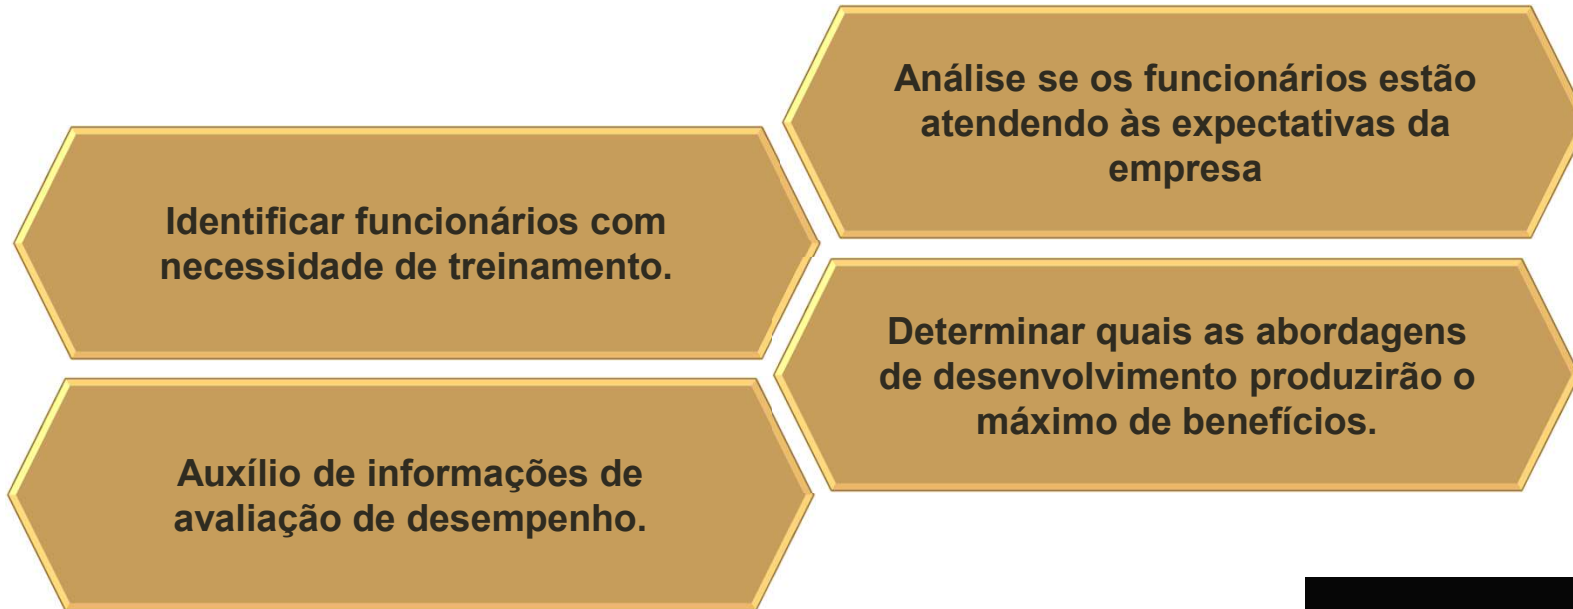 Análise se os funcionários estão
atendendo às expectativas da
empresa
Identificar funcionários com
necessidade de treinamento.
Determinar quais as abordagens
de desenvolvimento produzirão o
máximo de benefícios.
Auxílio de informações de
avaliação de desempenho.